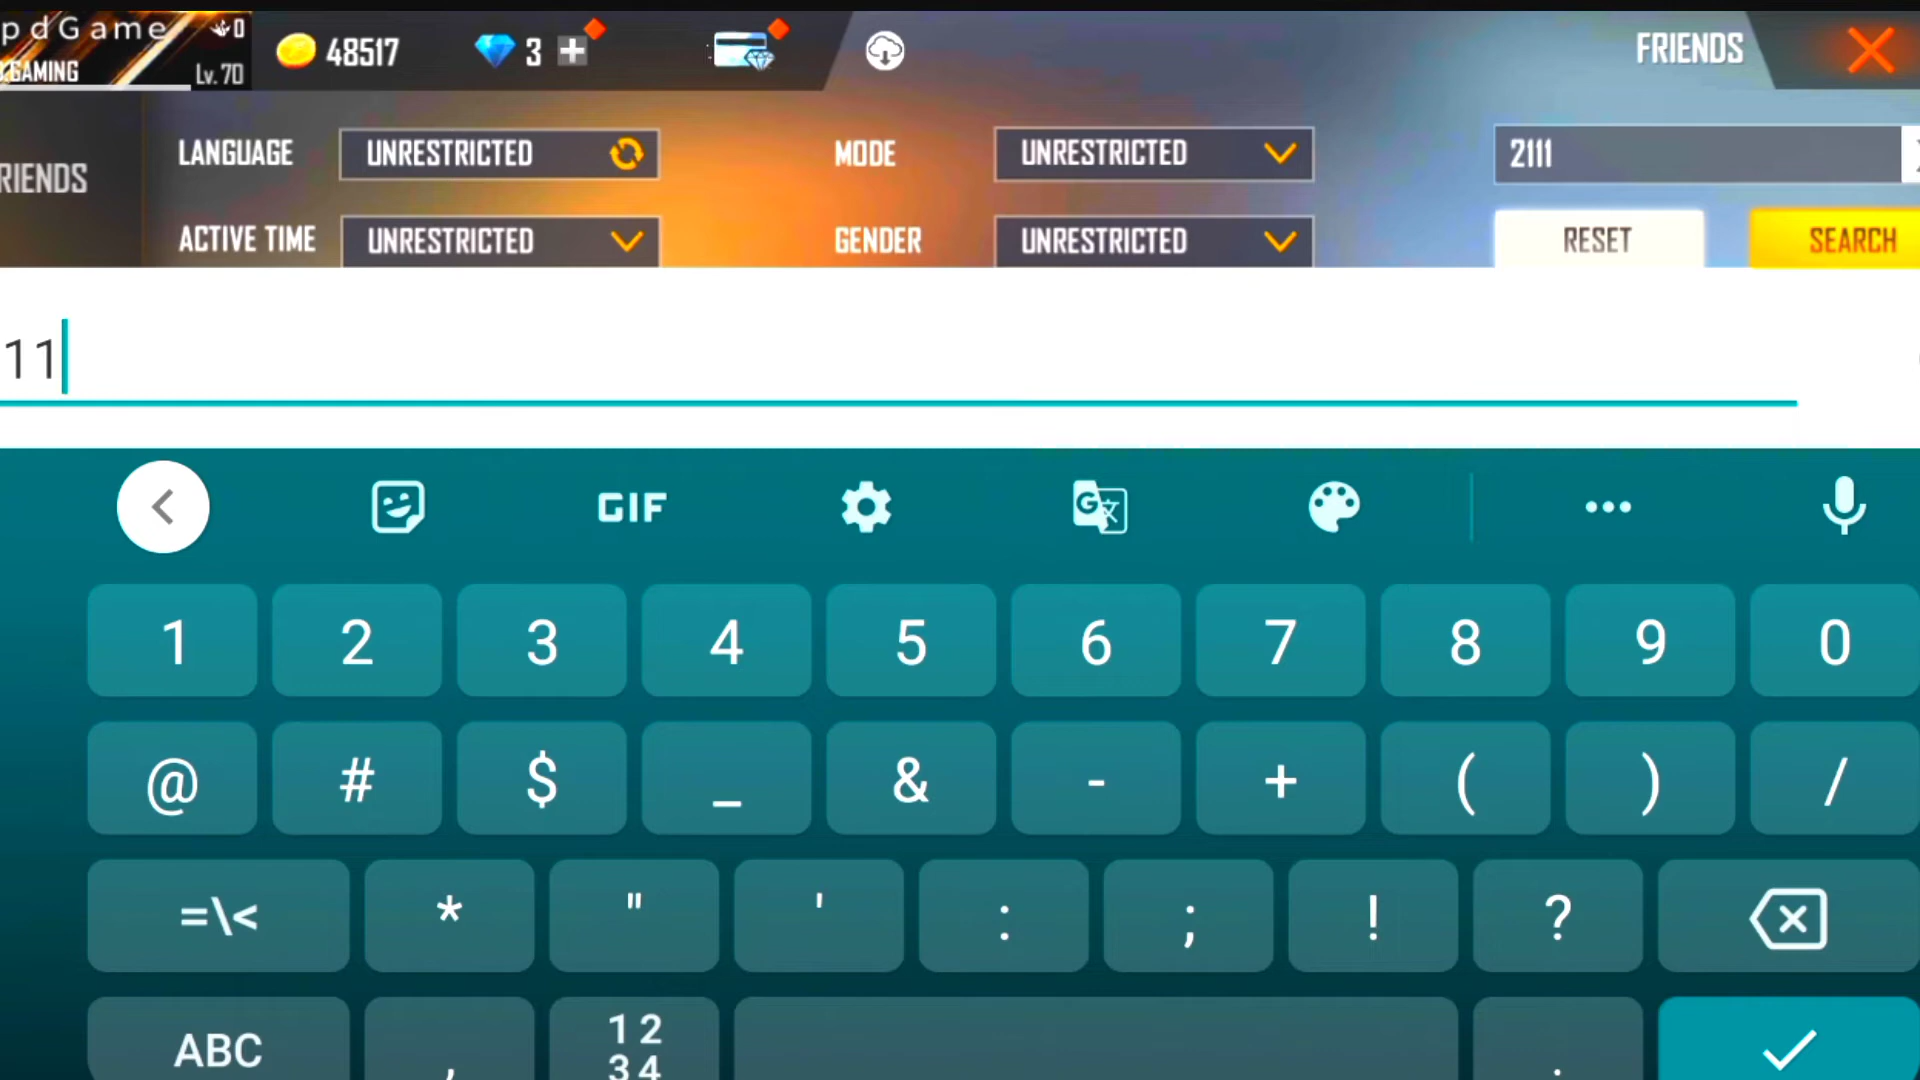 pdGame 0
GAMING Lv. 70
48517 3 +
FRIENDS
RIENDS
LANGUAGE UNRESTRICTED MODE UNRESTRICTED 2111
ACTIVE TIME UNRESTRICTED GENDER UNRESTRICTED RESET SEARCH
11
GIF
1 2 3 4 5 6 7 8 9 0
@ # $ _ & - + ( ) /
=\< * " ' : ; ! ?
ABC , 12 .
34